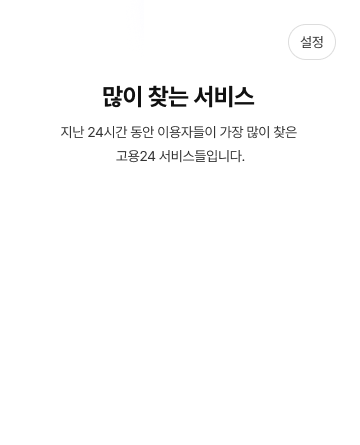 설정
많이 찾는 서비스
지난 24시간 동안 이용자들이 가장 많이 찾은
고용24 서비스들입니다.